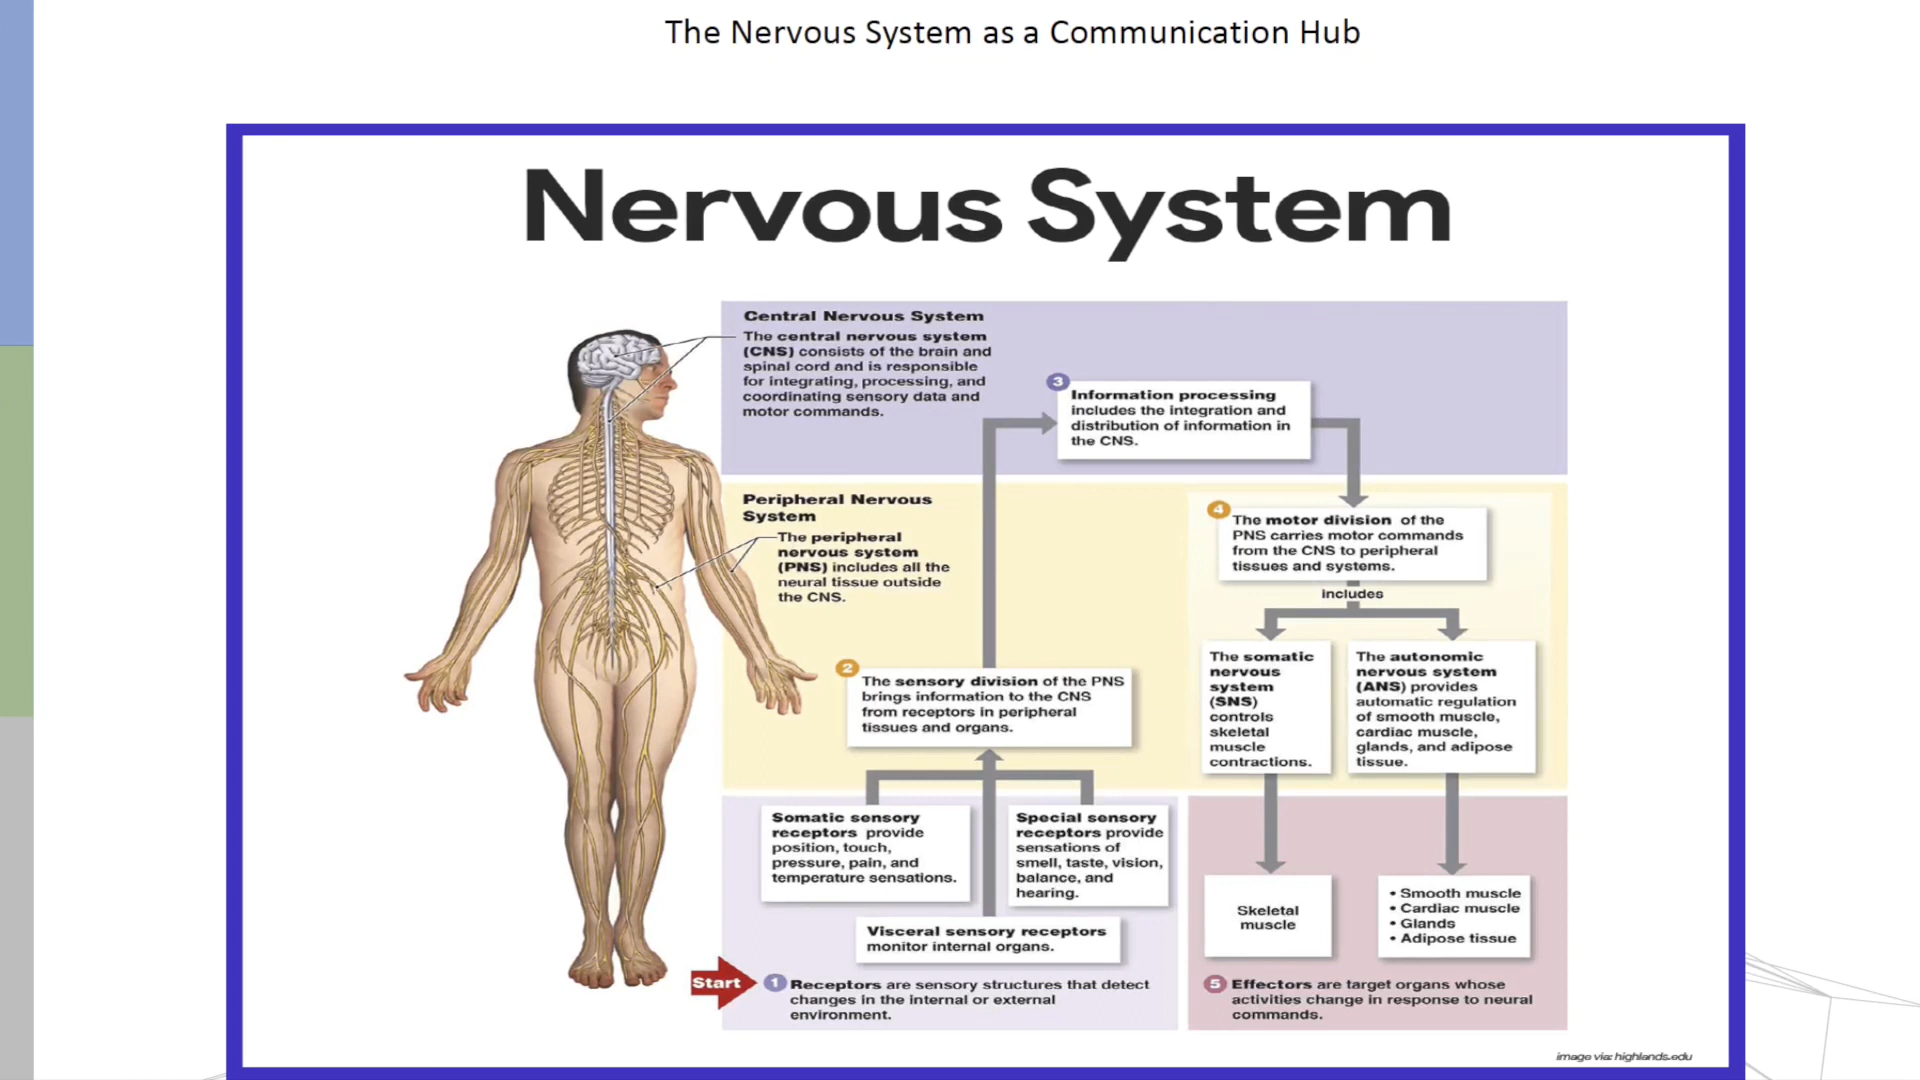 The Nervous System as a Communication Hub
Nervous System
Central Nervous System
The central nervous system
(CNS) consists of the brain and
spinal cord and is responsible
for integrating, processing, and
coordinating sensory data and
motor commands.
3
Information processing
includes the integration and
distribution of information in
the CNS.
Peripheral Nervous
System
The peripheral
nervous system
(PNS) includes all the
neural tissue outside
the CNS.
4
The motor division of the
PNS carries motor commands
from the CNS to peripheral
tissues and systems.
includes
2
The sensory division of the PNS
brings information to the CNS
from receptors in peripheral
tissues and organs.
The somatic
nervous
system
(SNS)
controls
skeletal
muscle
contractions.
The autonomic
nervous system
(ANS) provides
automatic regulation
of smooth muscle,
cardiac muscle,
glands, and adipose
tissue.
Somatic sensory
receptors provide
position, touch,
pressure, pain, and
temperature sensations.
Special sensory
receptors provide
sensations of
smell, taste, vision,
balance, and
hearing.
Visceral sensory receptors
monitor internal organs.
Skeletal
muscle
• Smooth muscle
• Cardiac muscle
• Glands
• Adipose tissue
Start
1 Receptors are sensory structures that detect
changes in the internal or external
environment.
5 Effectors are target organs whose
activities change in response to neural
commands.
image via: highlands.edu